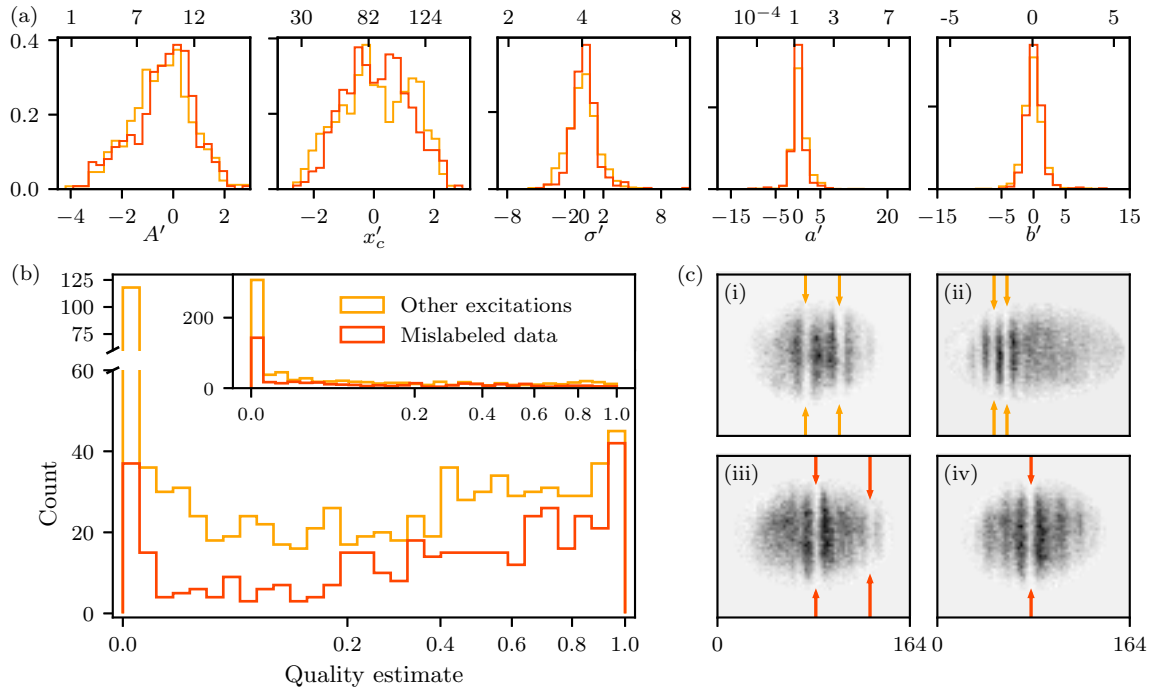 (a)
1 7 12
30 82 124
2 4 8
10⁻⁴ 1 3 7
-5 0 5
0.4
0.2
0.0
−4 −2 0 2
−2 0 2
−8 −2 0 2 8
−15 −5 0 5 20
−15 −5 0 5 15
A′ x′c σ′ a′ b′
(b)
125
100
75
60
40
20
0
Count
200
0
Other excitations
Mislabeled data
0.0 0.2 0.4 0.6 0.8 1.0
0.0 0.2 0.4 0.6 0.8 1.0
Quality estimate
(c)
(i) (ii)
(iii) (iv)
0 164 0 164